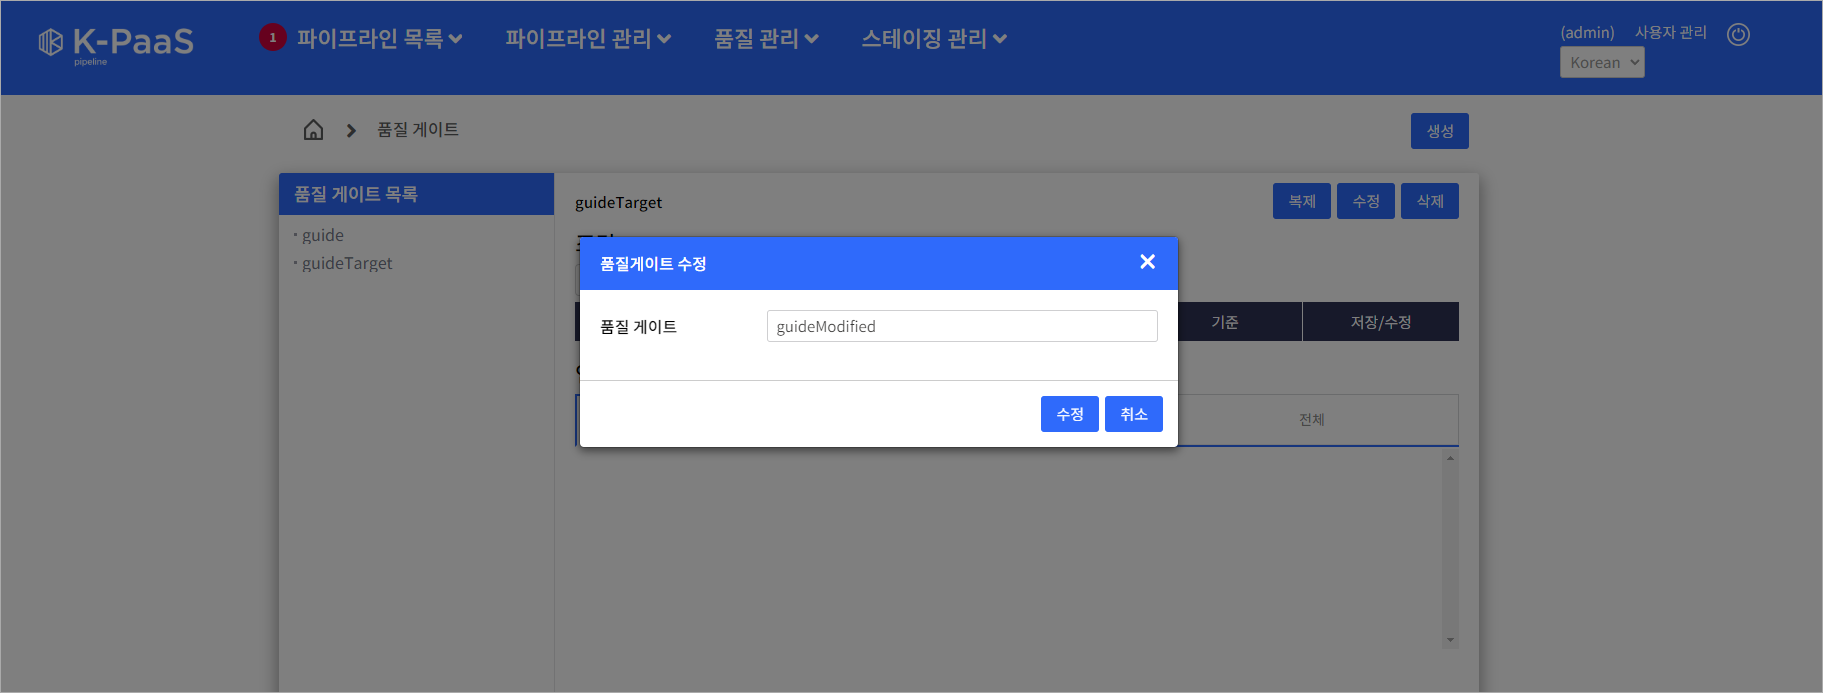 K-PaaS
pipeline
1 파이프라인 목록
파이프라인 관리
품질 관리
스테이징 관리
(admin)
사용자 관리
Korean
품질 게이트
생성
품질 게이트 목록
guide
guideTarget
guideTarget
복제
수정
삭제
품질게이트 수정
품질 게이트
guideModified
수정
취소
기준
저장/수정
전체